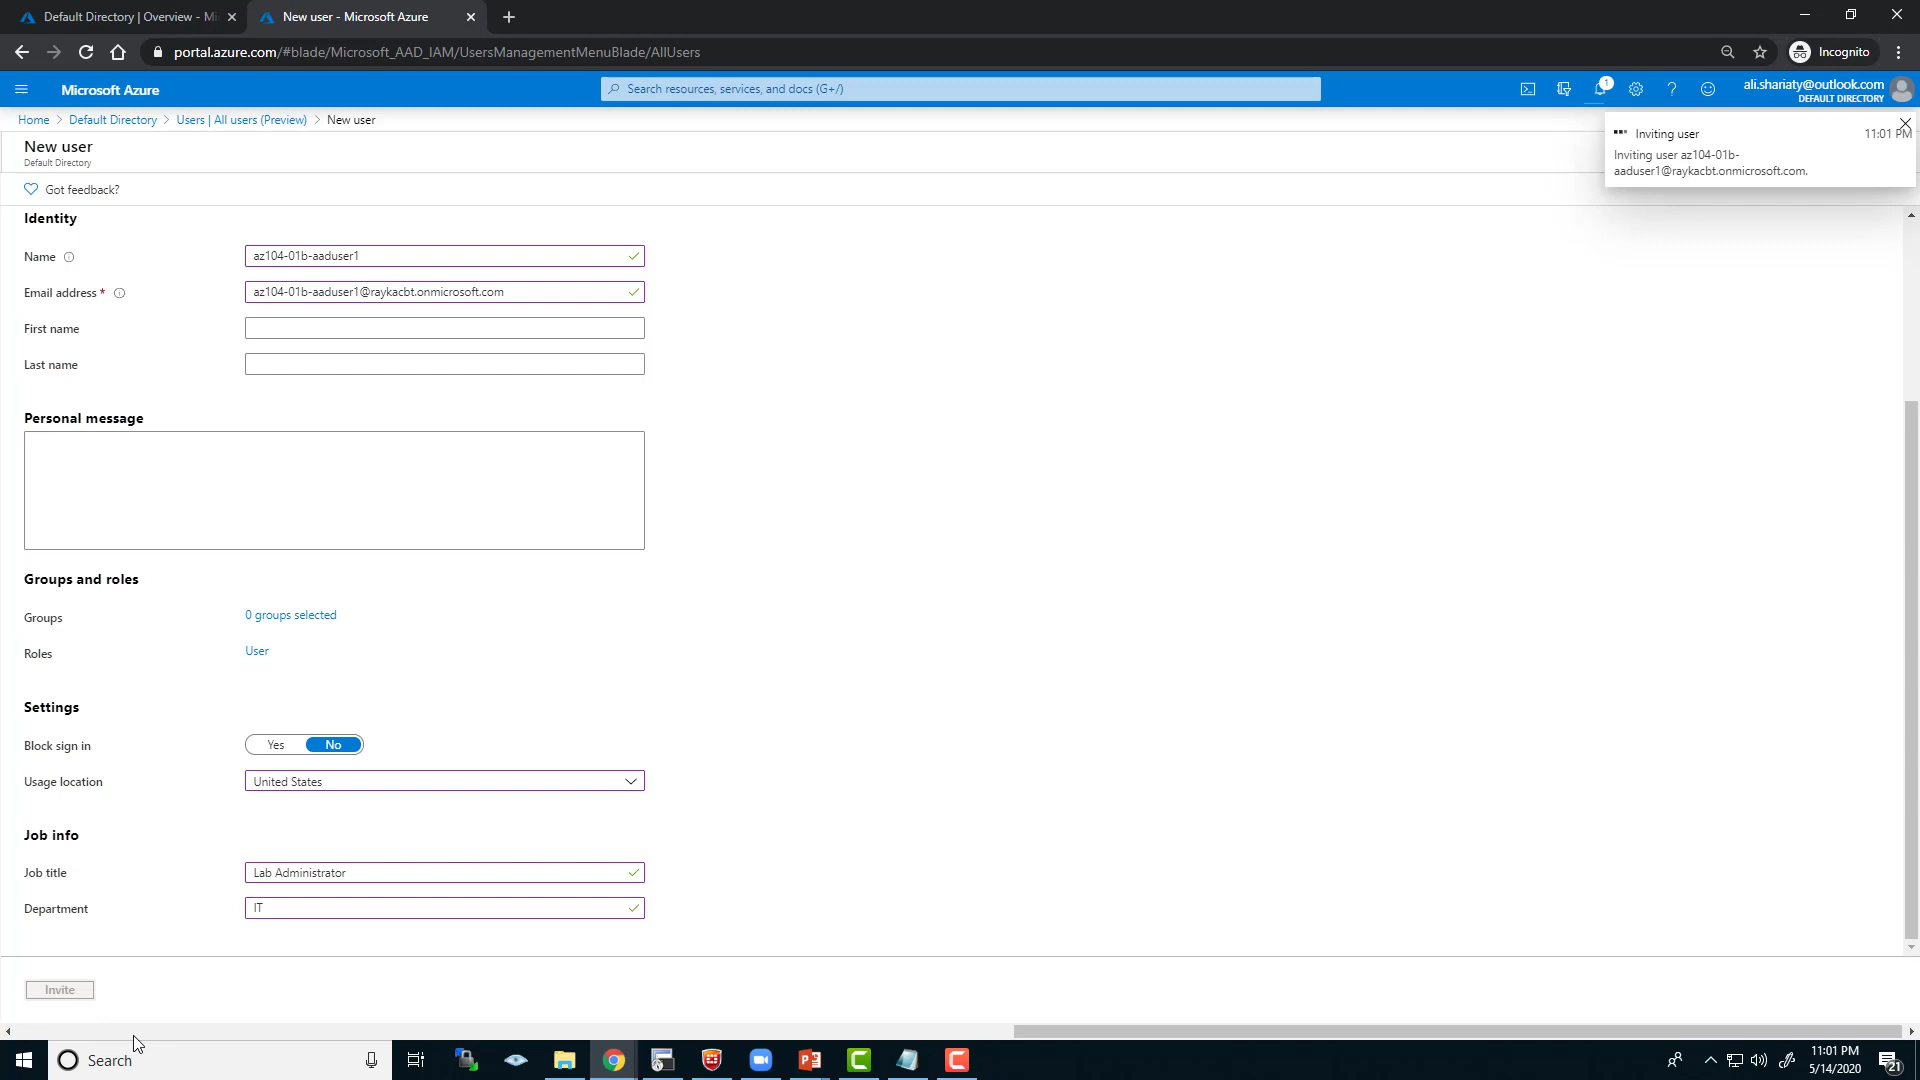 Default Directory | Overview - Mi
New user - Microsoft Azure
portal.azure.com/#blade/Microsoft_AAD_IAM/UsersManagementMenuBlade/AllUsers
Incognito
Microsoft Azure
Search resources, services, and docs (G+/)
1
ali.shariaty@outlook.com
DEFAULT DIRECTORY
Home > Default Directory > Users | All users (Preview) > New user
New user
Default Directory
Inviting user
11:01 PM
Inviting user az104-01b-
aaduser1@raykacbt.onmicrosoft.com.
Got feedback?
Identity
Name
az104-01b-aaduser1
Email address *
az104-01b-aaduser1@raykacbt.onmicrosoft.com
First name
Last name
Personal message
Groups and roles
Groups
0 groups selected
Roles
User
Settings
Block sign in
Yes
No
Usage location
United States
Job info
Job title
Lab Administrator
Department
IT
Invite
Search
11:01 PM
5/14/2020
21